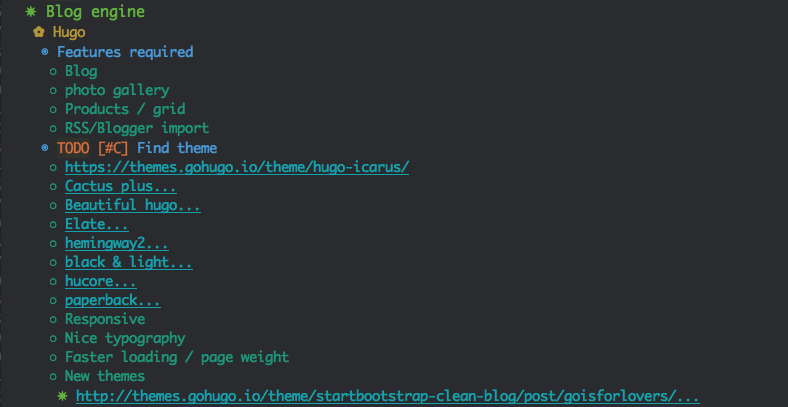 Blog engine
Hugo
Features required
Blog
photo gallery
Products / grid
RSS/Blogger import
TODO [#C] Find theme
https://themes.gohugo.io/theme/hugo-icarus/
Cactus plus...
Beautiful hugo...
Elate...
hemingway2...
black & light...
hucore...
paperback...
Responsive
Nice typography
Faster loading / page weight
New themes
http://themes.gohugo.io/theme/startbootstrap-clean-blog/post/goisforlovers/...